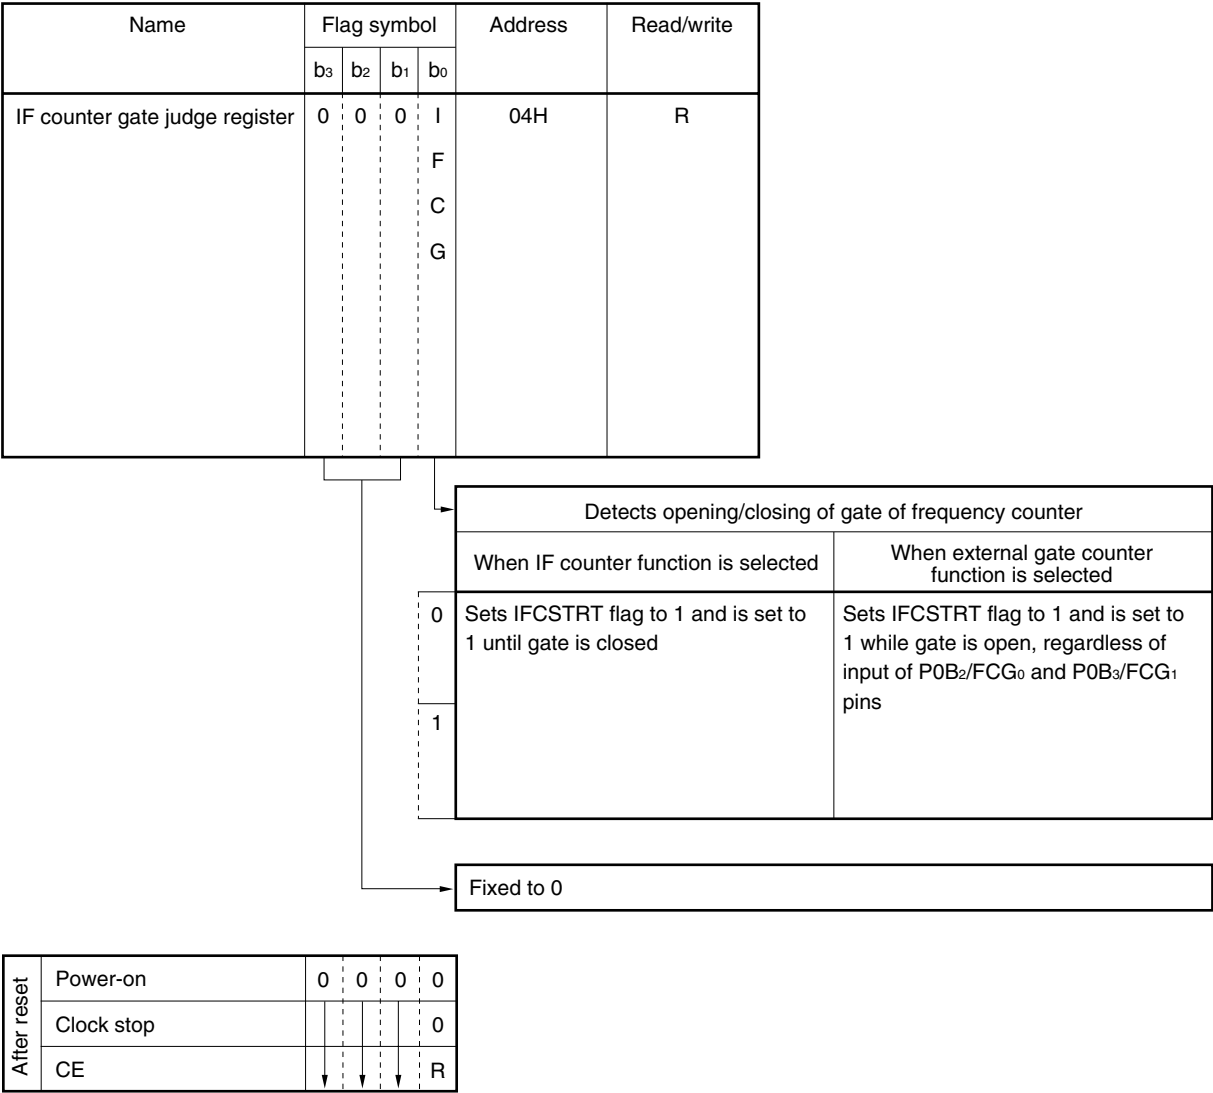 Name Flag symbol Address Read/write
b3 b2 b1 b0
IF counter gate judge register 0 0 0 I 04H R
F
C
G
Detects opening/closing of gate of frequency counter
When IF counter function is selected
When external gate counter
function is selected
0
Sets IFCSTRT flag to 1 and is set to
1 until gate is closed
Sets IFCSTRT flag to 1 and is set to
1 while gate is open, regardless of
input of P0B2/FCG0 and P0B3/FCG1
pins
1
Fixed to 0
After reset
Power-on 0 0 0 0
Clock stop 0
CE R